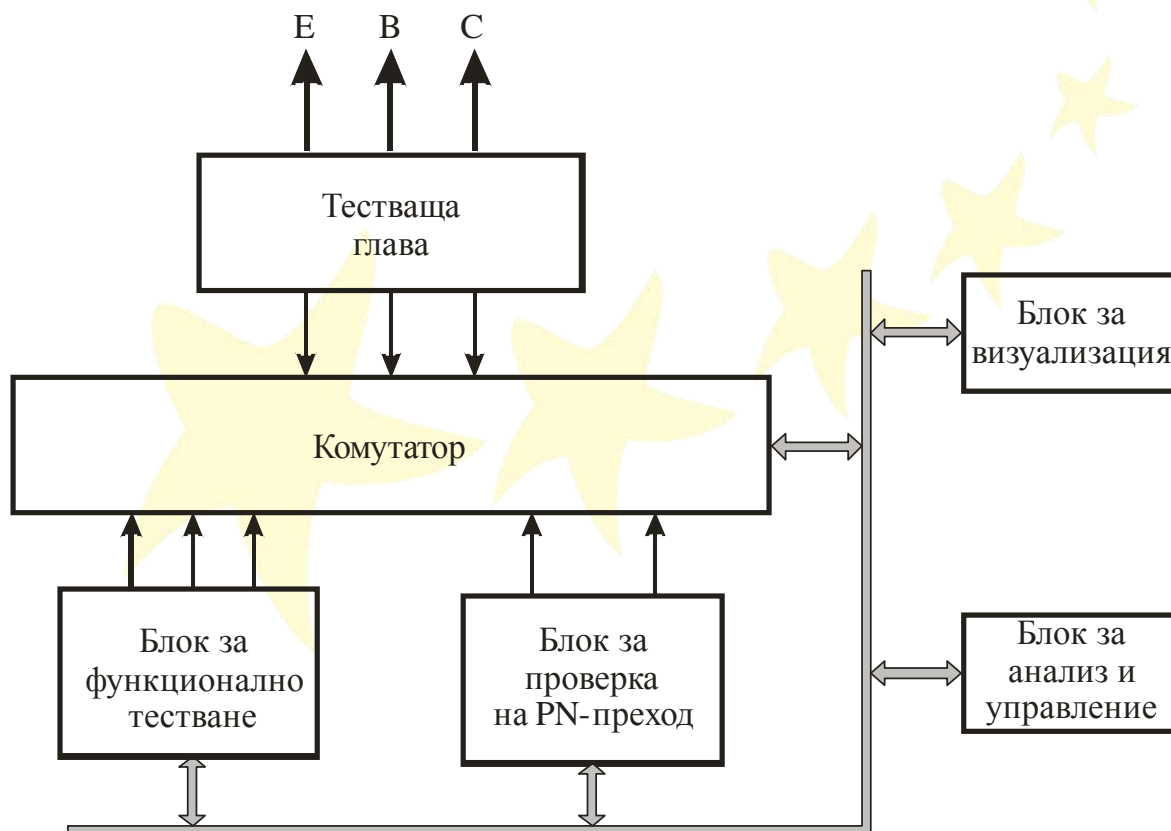 E B C
Тестваща
глава
Комутатор
Блок за
визуализация
Блок за
функционално
тестване
Блок за
проверка
на PN-преход
Блок за
анализ и
управление